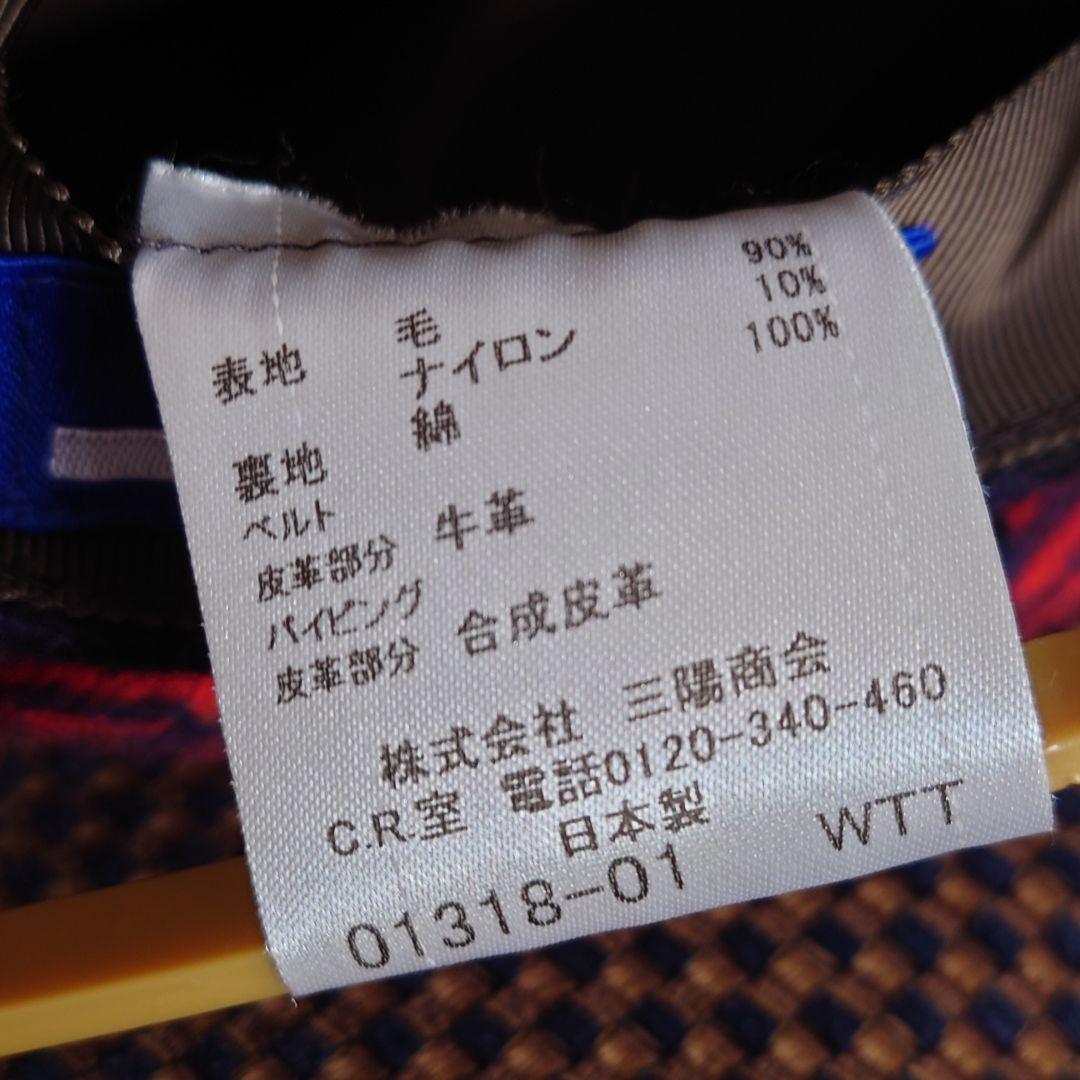 表地 毛 90%
ナイロン 10%
裏地 綿 100%
ベルト
皮革部分 牛革
パイピング
皮革部分 合成皮革
株式会社 三陽商会
C.R.室 電話0120-340-460
日本製
01318-01 WTT